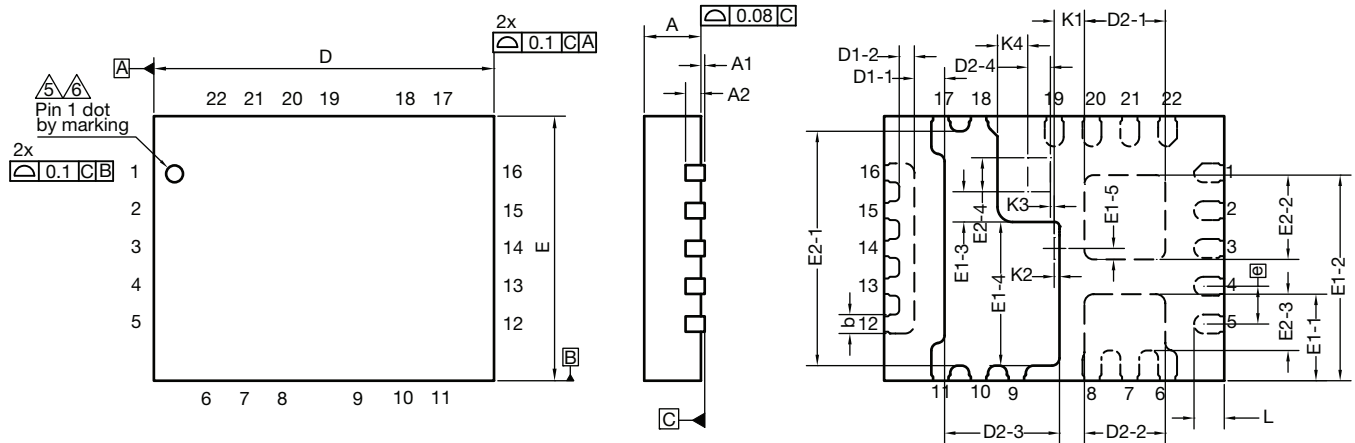 2x
⌓ 0.1 C A
A
D
5 6
Pin 1 dot
by marking
2x
⌓ 0.1 C B
22 21 20 19 18 17
1
2
3
4
5
16
15
14
13
12
E
B
6 7 8 9 10 11
⌓ 0.08 C
A
A1
A2
C
K1 D2-1
K4
D1-2
D2-4
D1-1
17 18 19 20 21 22
16
15
14
13
12
1
2
3
4
5
E2-1
b
E1-3
E2-4
K3
E1-5
E1-4
K2
E2-2
E1-2
e
E2-3
E1-1
11 10 9 8 7 6
D2-3
D2-2
L